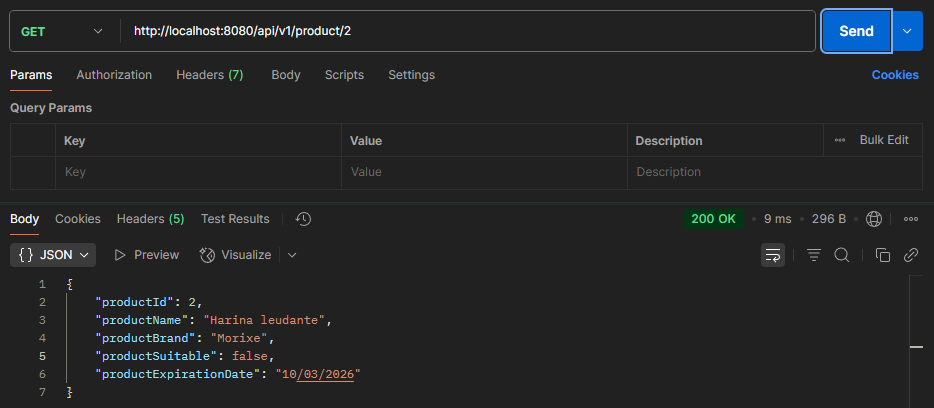 GET http://localhost:8080/api/v1/product/2 Send
Params Authorization Headers (7) Body Scripts Settings Cookies
Query Params
Key Value Description Bulk Edit
Key Value Description
Body Cookies Headers (5) Test Results 200 OK • 9 ms • 296 B
{} JSON Preview Visualize
1 {
2 "productId": 2,
3 "productName": "Harina leudante",
4 "productBrand": "Morixe",
5 "productSuitable": false,
6 "productExpirationDate": "10/03/2026"
7 }